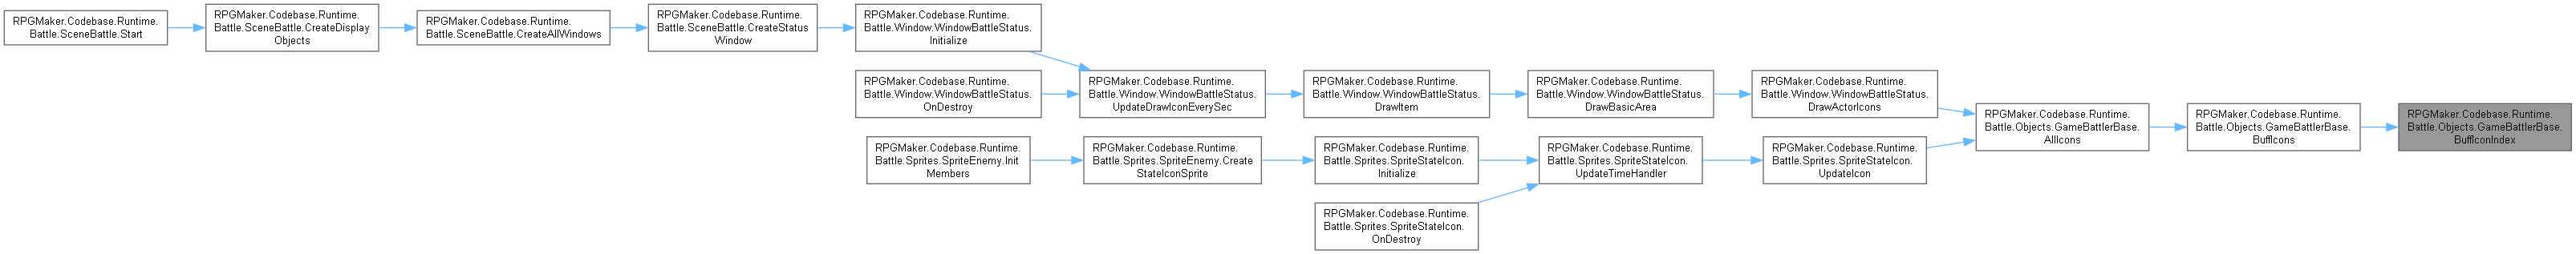 RPGMaker.Codebase.Runtime.
Battle.SceneBattle.Start
RPGMaker.Codebase.Runtime.
Battle.SceneBattle.CreateDisplay
Objects
RPGMaker.Codebase.Runtime.
Battle.SceneBattle.CreateAllWindows
RPGMaker.Codebase.Runtime.
Battle.SceneBattle.CreateStatus
Window
RPGMaker.Codebase.Runtime.
Battle.Window.WindowBattleStatus.
Initialize
RPGMaker.Codebase.Runtime.
Battle.Window.WindowBattleStatus.
OnDestroy
RPGMaker.Codebase.Runtime.
Battle.Window.WindowBattleStatus.
UpdateDrawIconEverySec
RPGMaker.Codebase.Runtime.
Battle.Window.WindowBattleStatus.
DrawItem
RPGMaker.Codebase.Runtime.
Battle.Window.WindowBattleStatus.
DrawBasicArea
RPGMaker.Codebase.Runtime.
Battle.Window.WindowBattleStatus.
DrawActorIcons
RPGMaker.Codebase.Runtime.
Battle.Objects.GameBattlerBase.
AllIcons
RPGMaker.Codebase.Runtime.
Battle.Objects.GameBattlerBase.
BuffIcons
RPGMaker.Codebase.Runtime.
Battle.Objects.GameBattlerBase.
BuffIconIndex
RPGMaker.Codebase.Runtime.
Battle.Sprites.SpriteEnemy.Init
Members
RPGMaker.Codebase.Runtime.
Battle.Sprites.SpriteEnemy.Create
StateIconSprite
RPGMaker.Codebase.Runtime.
Battle.Sprites.SpriteStateIcon.
Initialize
RPGMaker.Codebase.Runtime.
Battle.Sprites.SpriteStateIcon.
UpdateTimeHandler
RPGMaker.Codebase.Runtime.
Battle.Sprites.SpriteStateIcon.
UpdateIcon
RPGMaker.Codebase.Runtime.
Battle.Sprites.SpriteStateIcon.
OnDestroy